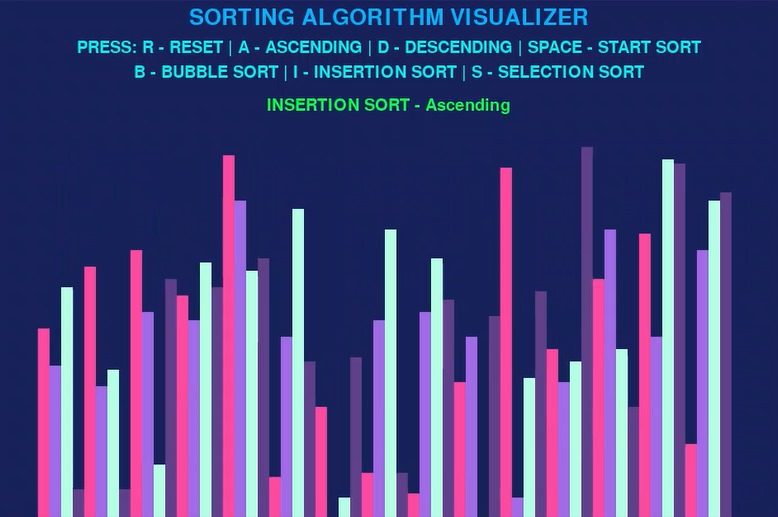 SORTING ALGORITHM VISUALIZER
PRESS: R - RESET | A - ASCENDING | D - DESCENDING | SPACE - START SORT
B - BUBBLE SORT | I - INSERTION SORT | S - SELECTION SORT
INSERTION SORT - Ascending